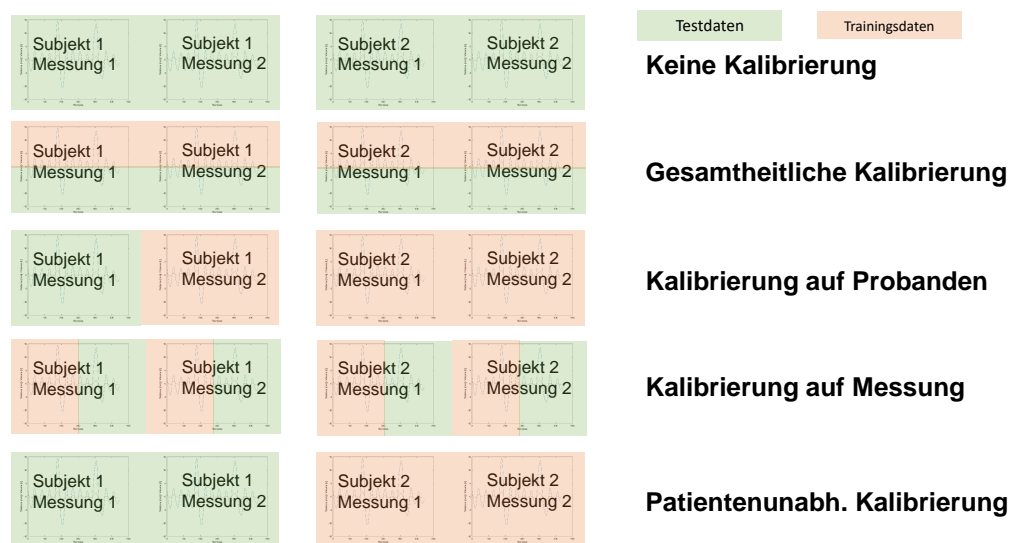 Testdaten
Trainingsdaten
Subjekt 1
Messung 1
Subjekt 1
Messung 2
Subjekt 2
Messung 1
Subjekt 2
Messung 2
Keine Kalibrierung
Subjekt 1
Messung 1
Subjekt 1
Messung 2
Subjekt 2
Messung 1
Subjekt 2
Messung 2
Gesamtheitliche Kalibrierung
Subjekt 1
Messung 1
Subjekt 1
Messung 2
Subjekt 2
Messung 1
Subjekt 2
Messung 2
Kalibrierung auf Probanden
Subjekt 1
Messung 1
Subjekt 1
Messung 2
Subjekt 2
Messung 1
Subjekt 2
Messung 2
Kalibrierung auf Messung
Subjekt 1
Messung 1
Subjekt 1
Messung 2
Subjekt 2
Messung 1
Subjekt 2
Messung 2
Patientenunabh. Kalibrierung